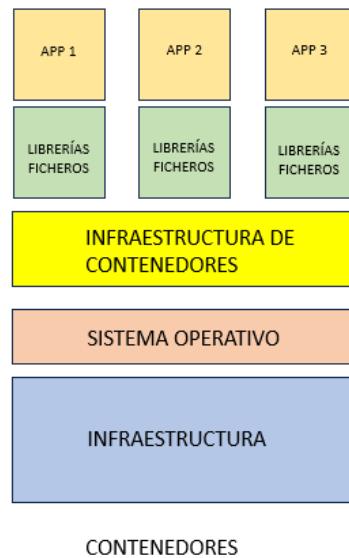 APP 1
APP 2
APP 3
LIBRERÍAS
FICHEROS
LIBRERÍAS
FICHEROS
LIBRERÍAS
FICHEROS
INFRAESTRUCTURA DE
CONTENEDORES
SISTEMA OPERATIVO
INFRAESTRUCTURA
CONTENEDORES